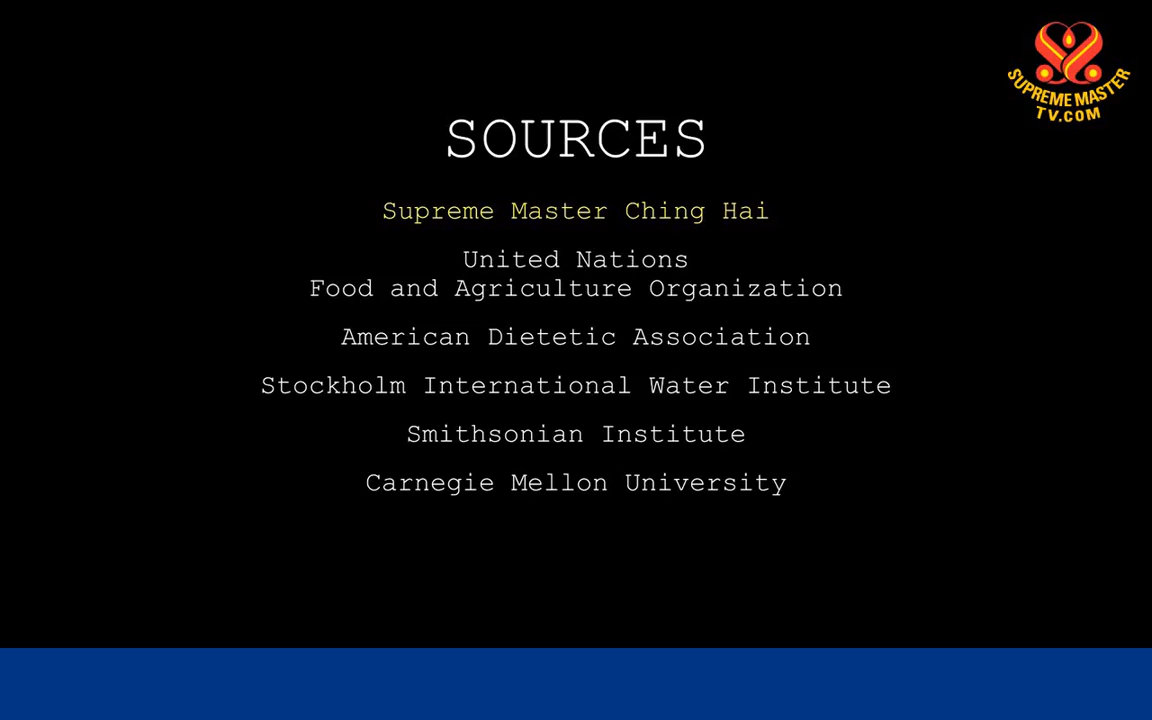 SUPREME MASTER
TV.COM
SOURCES
Supreme Master Ching Hai
United Nations
Food and Agriculture Organization
American Dietetic Association
Stockholm International Water Institute
Smithsonian Institute
Carnegie Mellon University